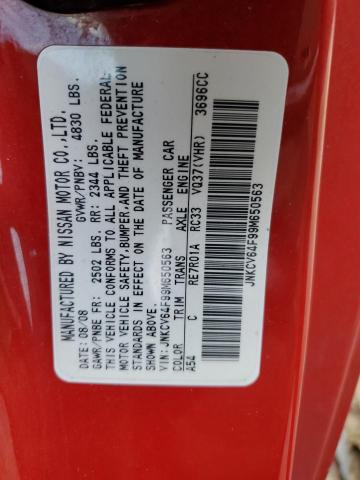 MANUFACTURED BY NISSAN MOTOR CO.,LTD.
DATE: 08/08 GVWR/PNBV: 4830 LBS.
GAWR/PNBE FR: 2502 LBS. RR: 2344 LBS.
THIS VEHICLE CONFORMS TO ALL APPLICABLE FEDERAL
MOTOR VEHICLE SAFETY,BUMPER,AND THEFT PREVENTION
STANDARDS IN EFFECT ON THE DATE OF MANUFACTURE
SHOWN ABOVE.
VIN: JNKCV64F99M650563 PASSENGER CAR
COLOR TRIM TRANS AXLE ENGINE
A54 C RE7R01A RC33 VQ37(VHR) 3696CC
JNKCV64AF99M650563